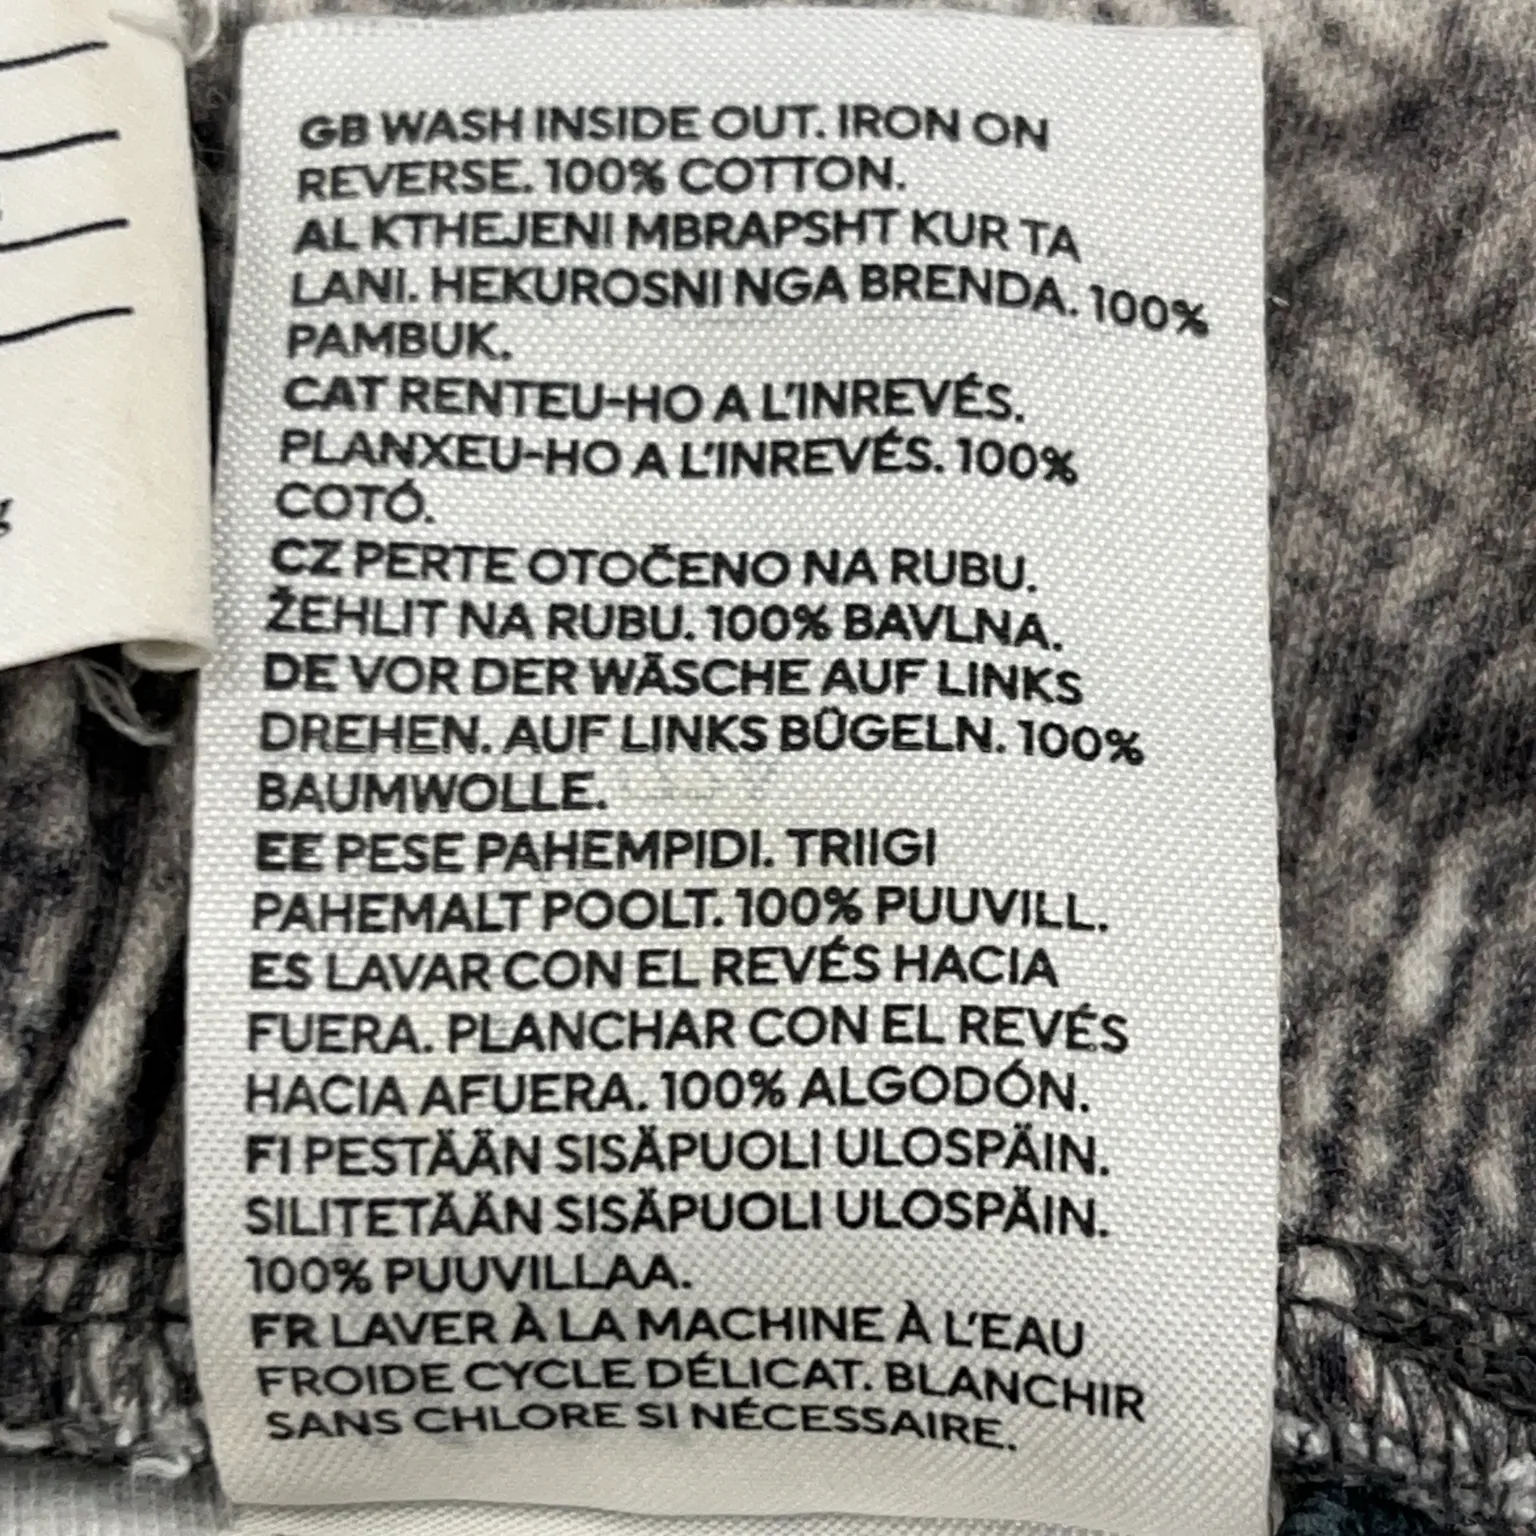 GB WASH INSIDE OUT. IRON ON
REVERSE. 100% COTTON.
AL KTHEJENI MBRAPSHT KUR TA
LANI. HEKUROSNI NGA BRENDA. 100%
PAMBUK.
CAT RENTEU-HO A L'INREVÉS.
PLANXEU-HO A L'INREVÉS. 100%
COTÓ.
CZ PERTE OTOČENO NA RUBU.
ŽEHLIT NA RUBU. 100% BAVLNA.
DE VOR DER WÄSCHE AUF LINKS
DREHEN. AUF LINKS BÜGELN. 100%
BAUMWOLLE.
EE PESE PAHEMPIDI. TRIIGI
PAHEMALT POOLT. 100% PUUVILL.
ES LAVAR CON EL REVÉS HACIA
FUERA. PLANCHAR CON EL REVÉS
HACIA AFUERA. 100% ALGODÓN.
FI PESTÄÄN SISÄPUOLI ULOSPÄIN.
SILITETÄÄN SISÄPUOLI ULOSPÄIN.
100% PUUVILLAA.
FR LAVER À LA MACHINE À L'EAU
FROIDE CYCLE DÉLICAT. BLANCHIR
SANS CHLORE SI NÉCESSAIRE.